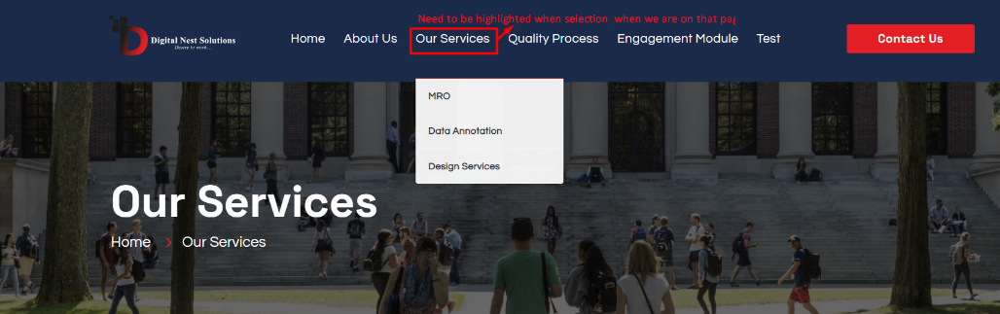 Need to be highlighted when selection when we are on that pag
Digital Nest Solutions
Desire to work...
Home About Us Our Services Quality Process Engagement Module Test Contact Us
MRO
Data Annotation
Design Services
Our Services
Home > Our Services